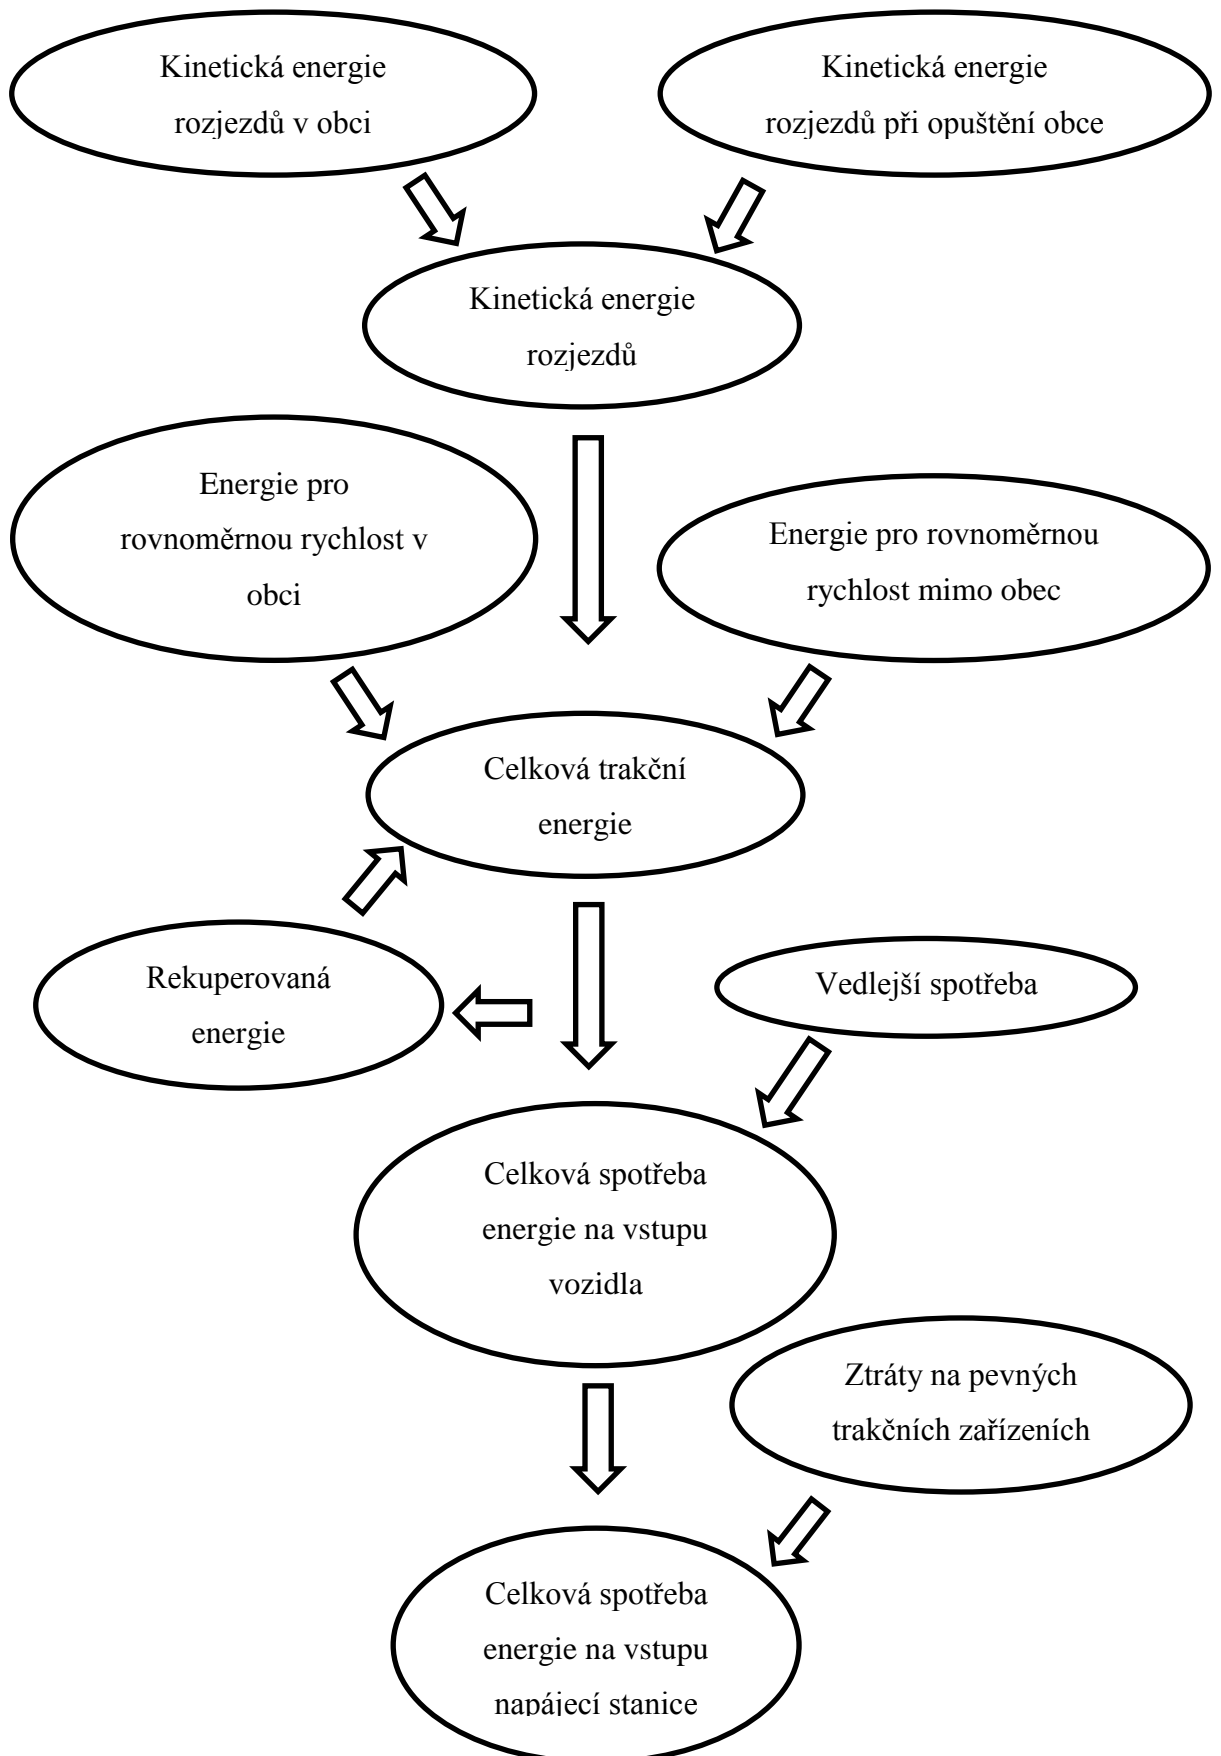 Kinetická energie
rozjezdů v obci
Kinetická energie
rozjezdů při opuštění obce
Kinetická energie
rozjezdů
Energie pro
rovnoměrnou rychlost v
obci
Energie pro rovnoměrnou
rychlost mimo obec
Celková trakční
energie
Rekuperovaná
energie
Vedlejší spotřeba
Celková spotřeba
energie na vstupu
vozidla
Ztráty na pevných
trakčních zařízeních
Celková spotřeba
energie na vstupu
napájecí stanice